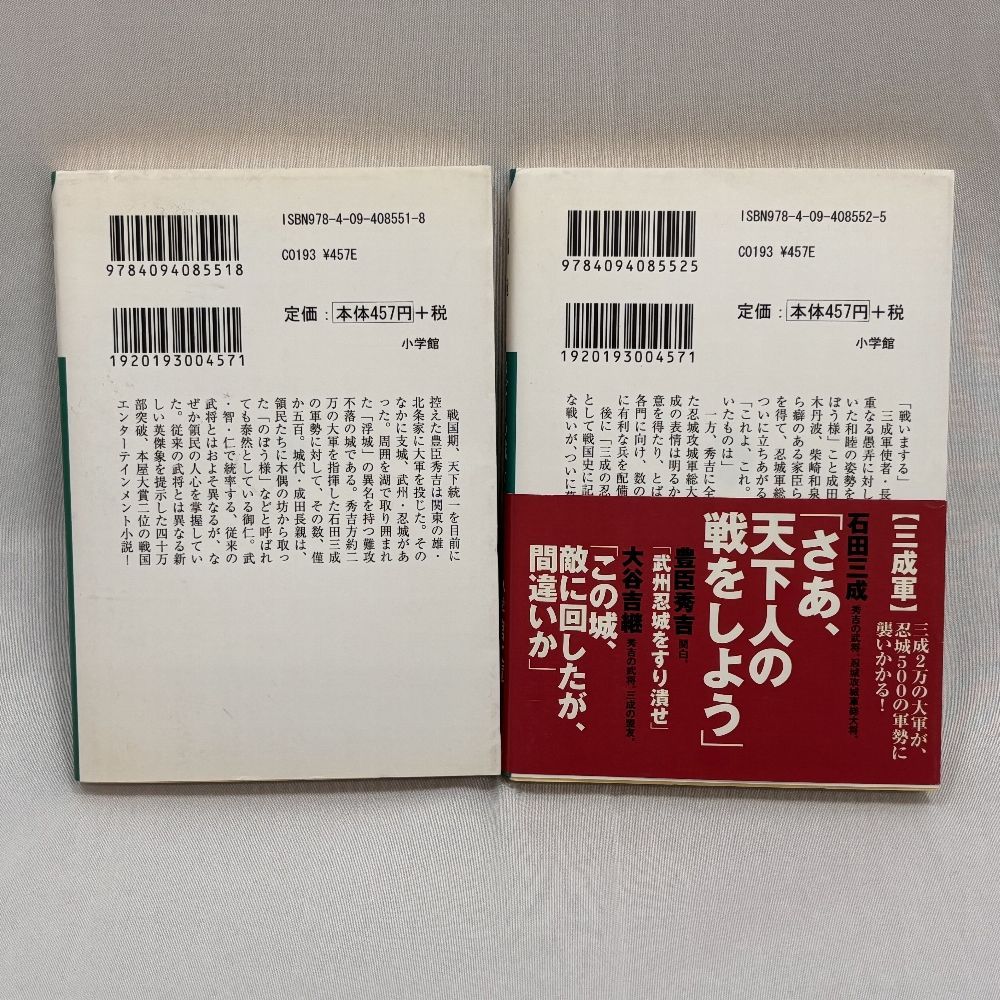 ISBN978-4-09-408551-8
C0193 ¥457E
9784094085518
定価：本体457円+税
小学館
1920193004571
戦国期、天下統一を目前に
控えた豊臣秀吉は関東の雄・
北条家に大軍を投じた。その
なかに支城、武州・忍城があ
った。周囲を湖で取り囲まれ
た「浮城」の異名を持つ難攻
不落の城である。秀吉方約二
万の大軍を指揮した石田三成
の軍勢に対して、その数、僅
か五百。城代・成田長親は、
領民たちに木偶の坊から取っ
た「のぼう様」などと呼ばれ
ても泰然としている御仁。武
・智・仁で統率する、従来の
武将とはおよそ異なるが、な
ぜか領民の人心を掌握してい
た。従来の武将とは異なる新
しい英傑象を提示した四十万
部突破、本屋大賞二位の戦国
エンターテインメント小説！
ISBN978-4-09-408552-5
C0193 ¥457E
9784094085525
定価：本体457円+税
小学館
1920193004571
「戦いまする」
三成軍使者・長
重なる愚弄に対し
いた和睦の姿勢を
ぼう様」こと成田
木丹波、柴崎和泉
ら癖のある家臣ら
を得て、忍城軍総
ついに立ちあがる
「これよ、これ。
いたものは」
一方、秀吉に全
た忍城攻城軍総大
成の表情は明るか
意を得たり、とば
各門に向け、数の
に有利な兵を配備
後に「三成の忍
として戦国史に記
な戦いが、ついに幕
【三成軍】
三成2万の大軍が、
忍城500の軍勢に
襲いかかる！
石田三成 秀吉の武将。忍城攻城軍総大将。
「さあ、
天下人の
戦をしよう」
豊臣秀吉 関白。
「武州忍城をすり潰せ」
大谷吉継 秀吉の武将。三成の盟友。
「この城、
敵に回したが、
間違いか」